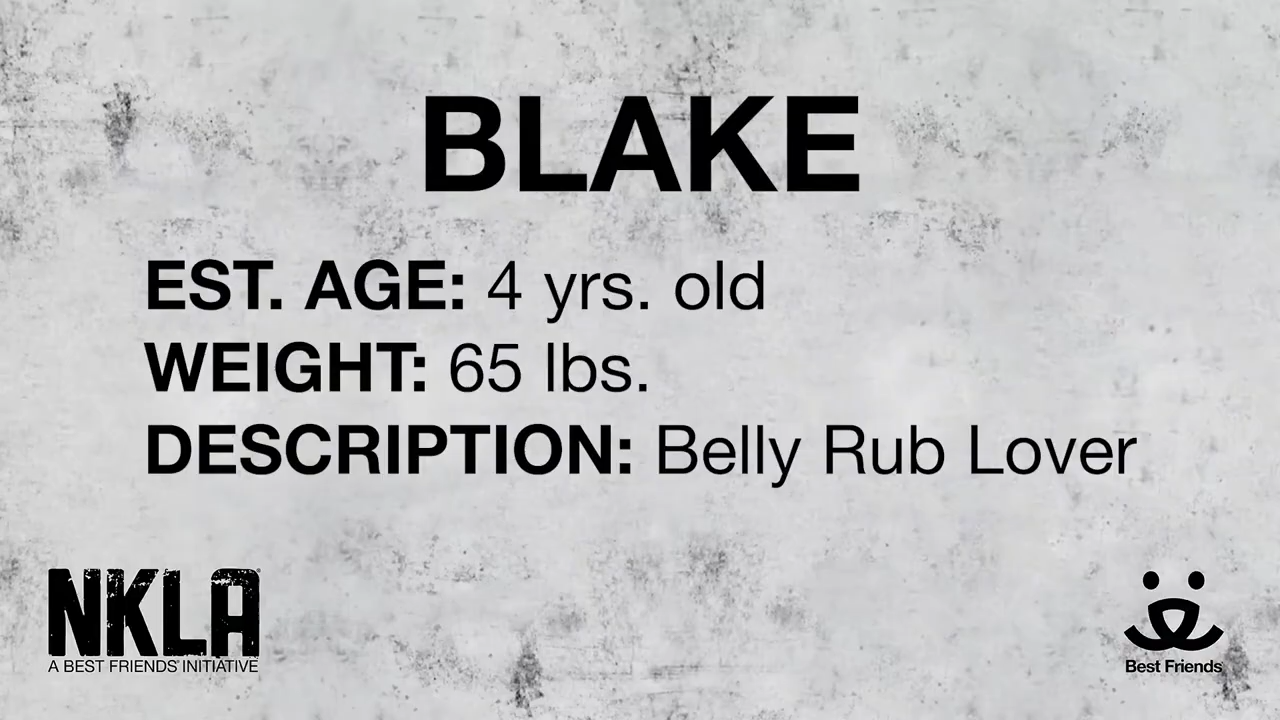 BLAKE
EST. AGE: 4 yrs. old
WEIGHT: 65 lbs.
DESCRIPTION: Belly Rub Lover
NKLA®
A BEST FRIENDS INITIATIVE
Best Friends